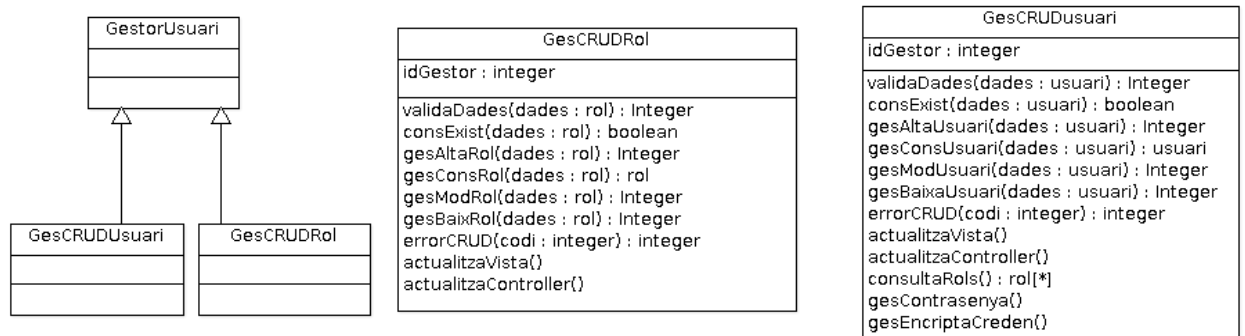 GestorUsuari
GesCRUDUsuari
GesCRUDRol
GesCRUDRol
idGestor : integer
validaDades(dades : rol) : Integer
consExist(dades : rol) : boolean
gesAltaRol(dades : rol) : Integer
gesConsRol(dades : rol) : rol
gesModRol(dades : rol) : Integer
gesBaixRol(dades : rol) : Integer
errorCRUD(codi : integer) : integer
actualitzaVista()
actualitzaController()
GesCRUDusuari
idGestor : integer
validaDades(dades : usuari) : Integer
consExist(dades : usuari) : boolean
gesAltaUsuari(dades : usuari) : Integer
gesConsUsuari(dades : usuari) : usuari
gesModUsuari(dades : usuari) : Integer
gesBaixaUsuari(dades : usuari) : Integer
errorCRUD(codi : integer) : integer
actualitzaVista()
actualitzaController()
consultaRols() : rol[*]
gesContrasenya()
gesEncriptaCreden()